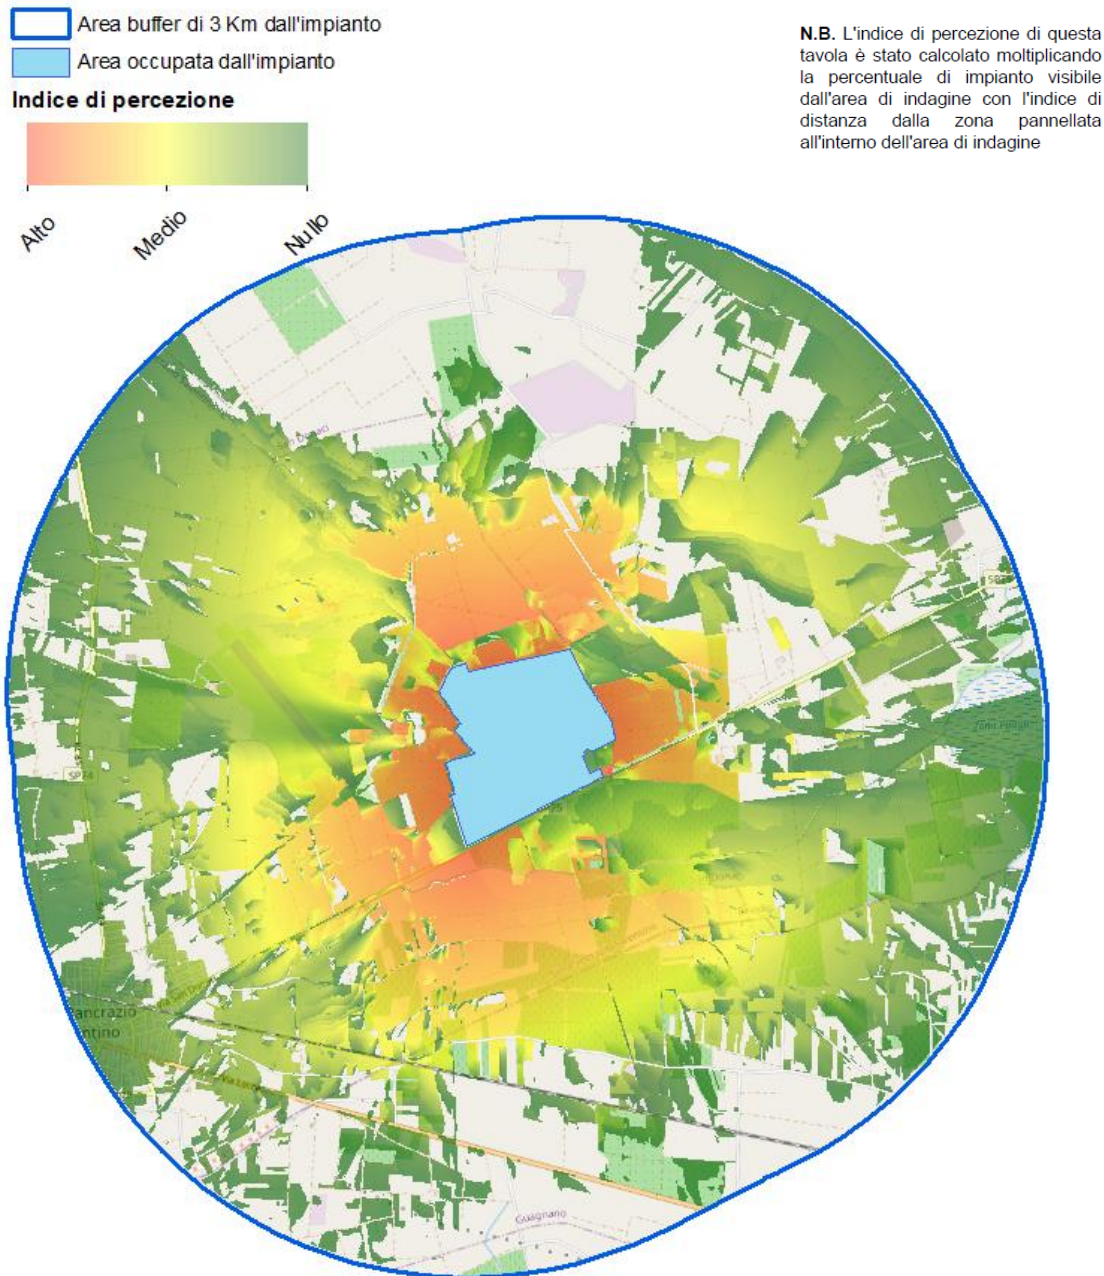 Area buffer di 3 Km dall'impianto
Area occupata dall'impianto
Indice di percezione
Alto
Medio
Nullo
N.B. L'indice di percezione di questa
tavola è stato calcolato moltiplicando
la percentuale di impianto visibile
dall'area di indagine con l'indice di
distanza dalla zona pannellata
all'interno dell'area di indagine
SP74
ancrazio
ntino
Guagnano